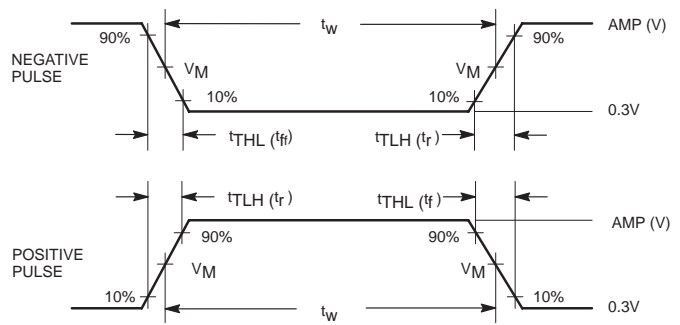 tw
AMP (V)
90%
90%
NEGATIVE
PULSE
VM
VM
10%
10%
0.3V
tTHL (tff)
tTLH (tr)
tTLH (tr)
tTHL (tf)
AMP (V)
90%
90%
POSITIVE
PULSE
VM
VM
10%
10%
tw
0.3V